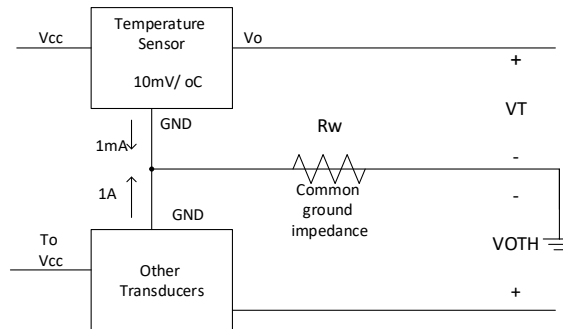 Temperature
Sensor
10mV/ oC
Vcc
Vo
+
GND
Rw
VT
1mA
-
Common
ground
impedance
-
1A
GND
VOTH
To
Vcc
Other
Transducers
+